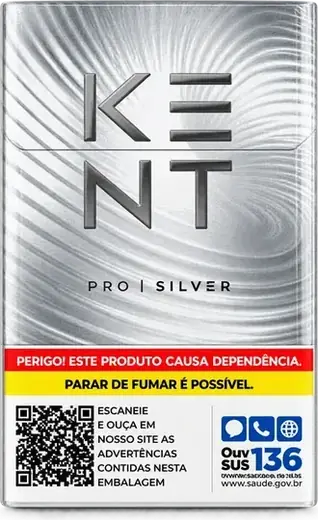 KE
NT
PRO | SILVER
PERIGO! ESTE PRODUTO CAUSA DEPENDÊNCIA.
PARAR DE FUMAR É POSSÍVEL.
ESCANEIE
E OUÇA EM
NOSSO SITE AS
ADVERTÊNCIAS
CONTIDAS NESTA
EMBALAGEM
Ouv
SUS 136
www.saude.gov.br